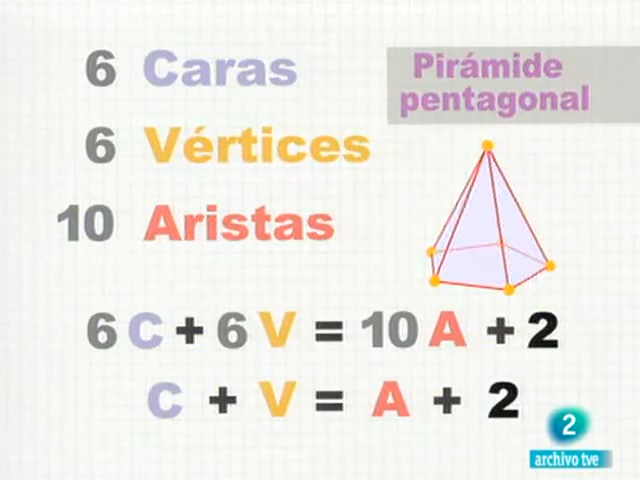 6 Caras
Pirámide
pentagonal
6 Vértices
10 Aristas
6 C + 6 V = 10 A + 2
C + V = A + 2
2
archivo tve